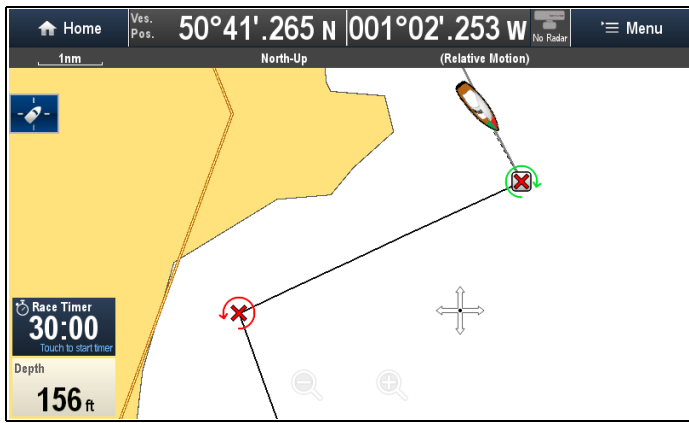 Home
Ves. Pos.
50°41'.265 N
001°02'.253 W
No Radar
Menu
1nm
North-Up
(Relative Motion)
Race Timer
30:00
Touch to start timer
Depth
156 ft